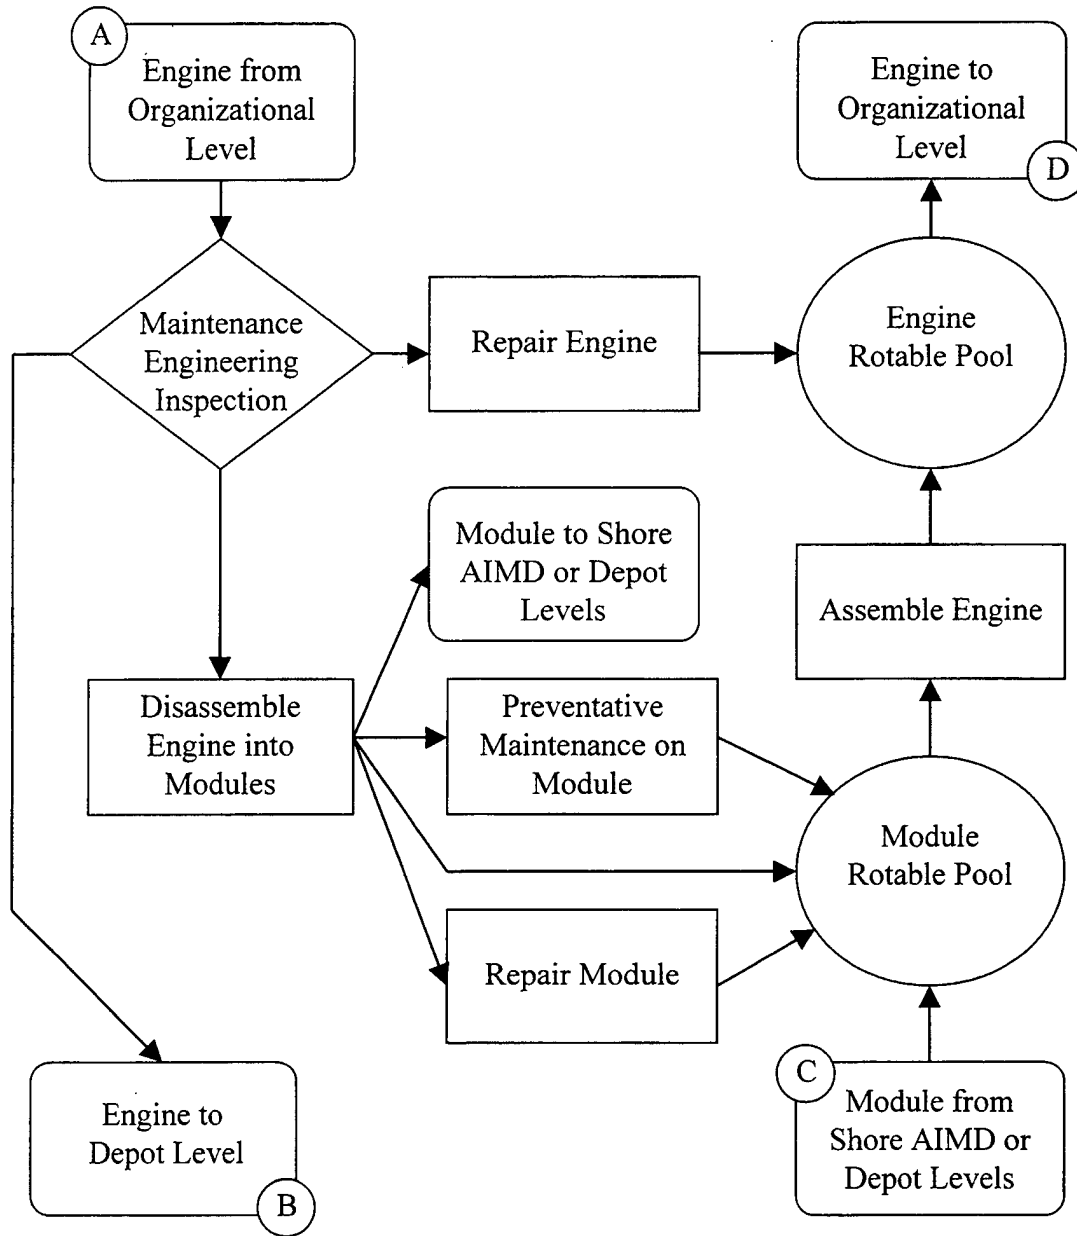 A
Engine from
Organizational
Level
Engine to
Organizational
Level
D
Maintenance
Engineering
Inspection
Repair Engine
Engine
Rotable Pool
Module to Shore
AIMD or Depot
Levels
Assemble Engine
Disassemble
Engine into
Modules
Preventative
Maintenance on
Module
Module
Rotable Pool
Repair Module
Engine to
Depot Level
B
C
Module from
Shore AIMD or
Depot Levels